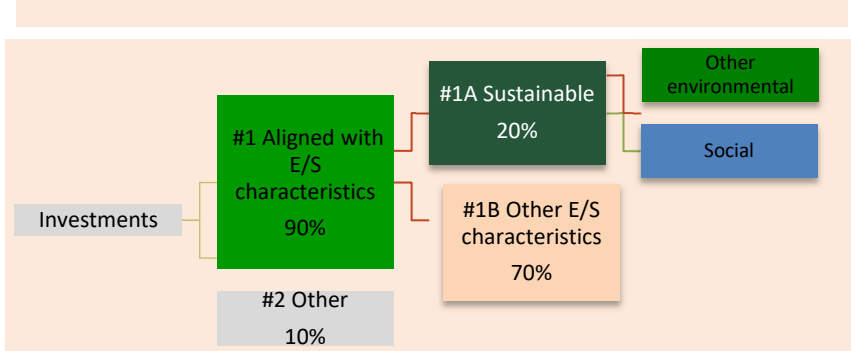 Investments
#1 Aligned with
E/S
characteristics
90%
#2 Other
10%
#1A Sustainable
20%
#1B Other E/S
characteristics
70%
Other
environmental
Social